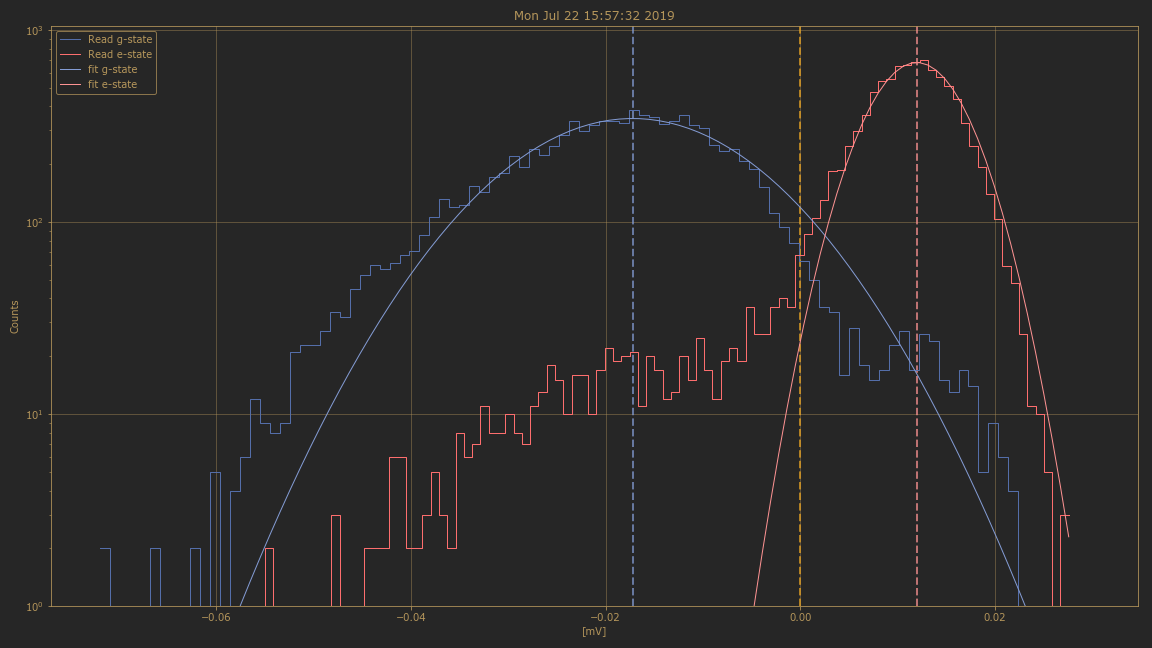 Mon Jul 22 15:57:32 2019
Read g-state
Read e-state
fit g-state
fit e-state
10³
10²
10¹
10⁰
Counts
−0.06
−0.04
−0.02
0.00
0.02
[mV]